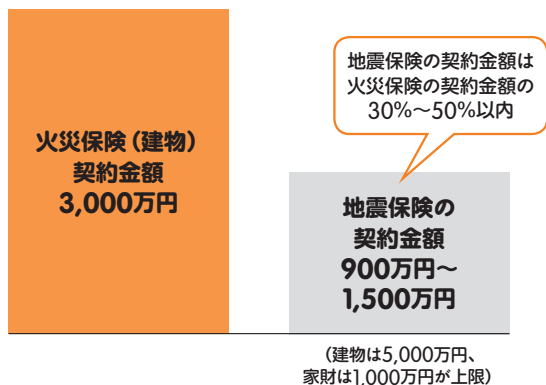 火災保険（建物）
契約金額
3,000万円
地震保険の契約金額は
火災保険の契約金額の
30%～50%以内
地震保険の
契約金額
900万円～
1,500万円
(建物は5,000万円、
家財は1,000万円が上限)